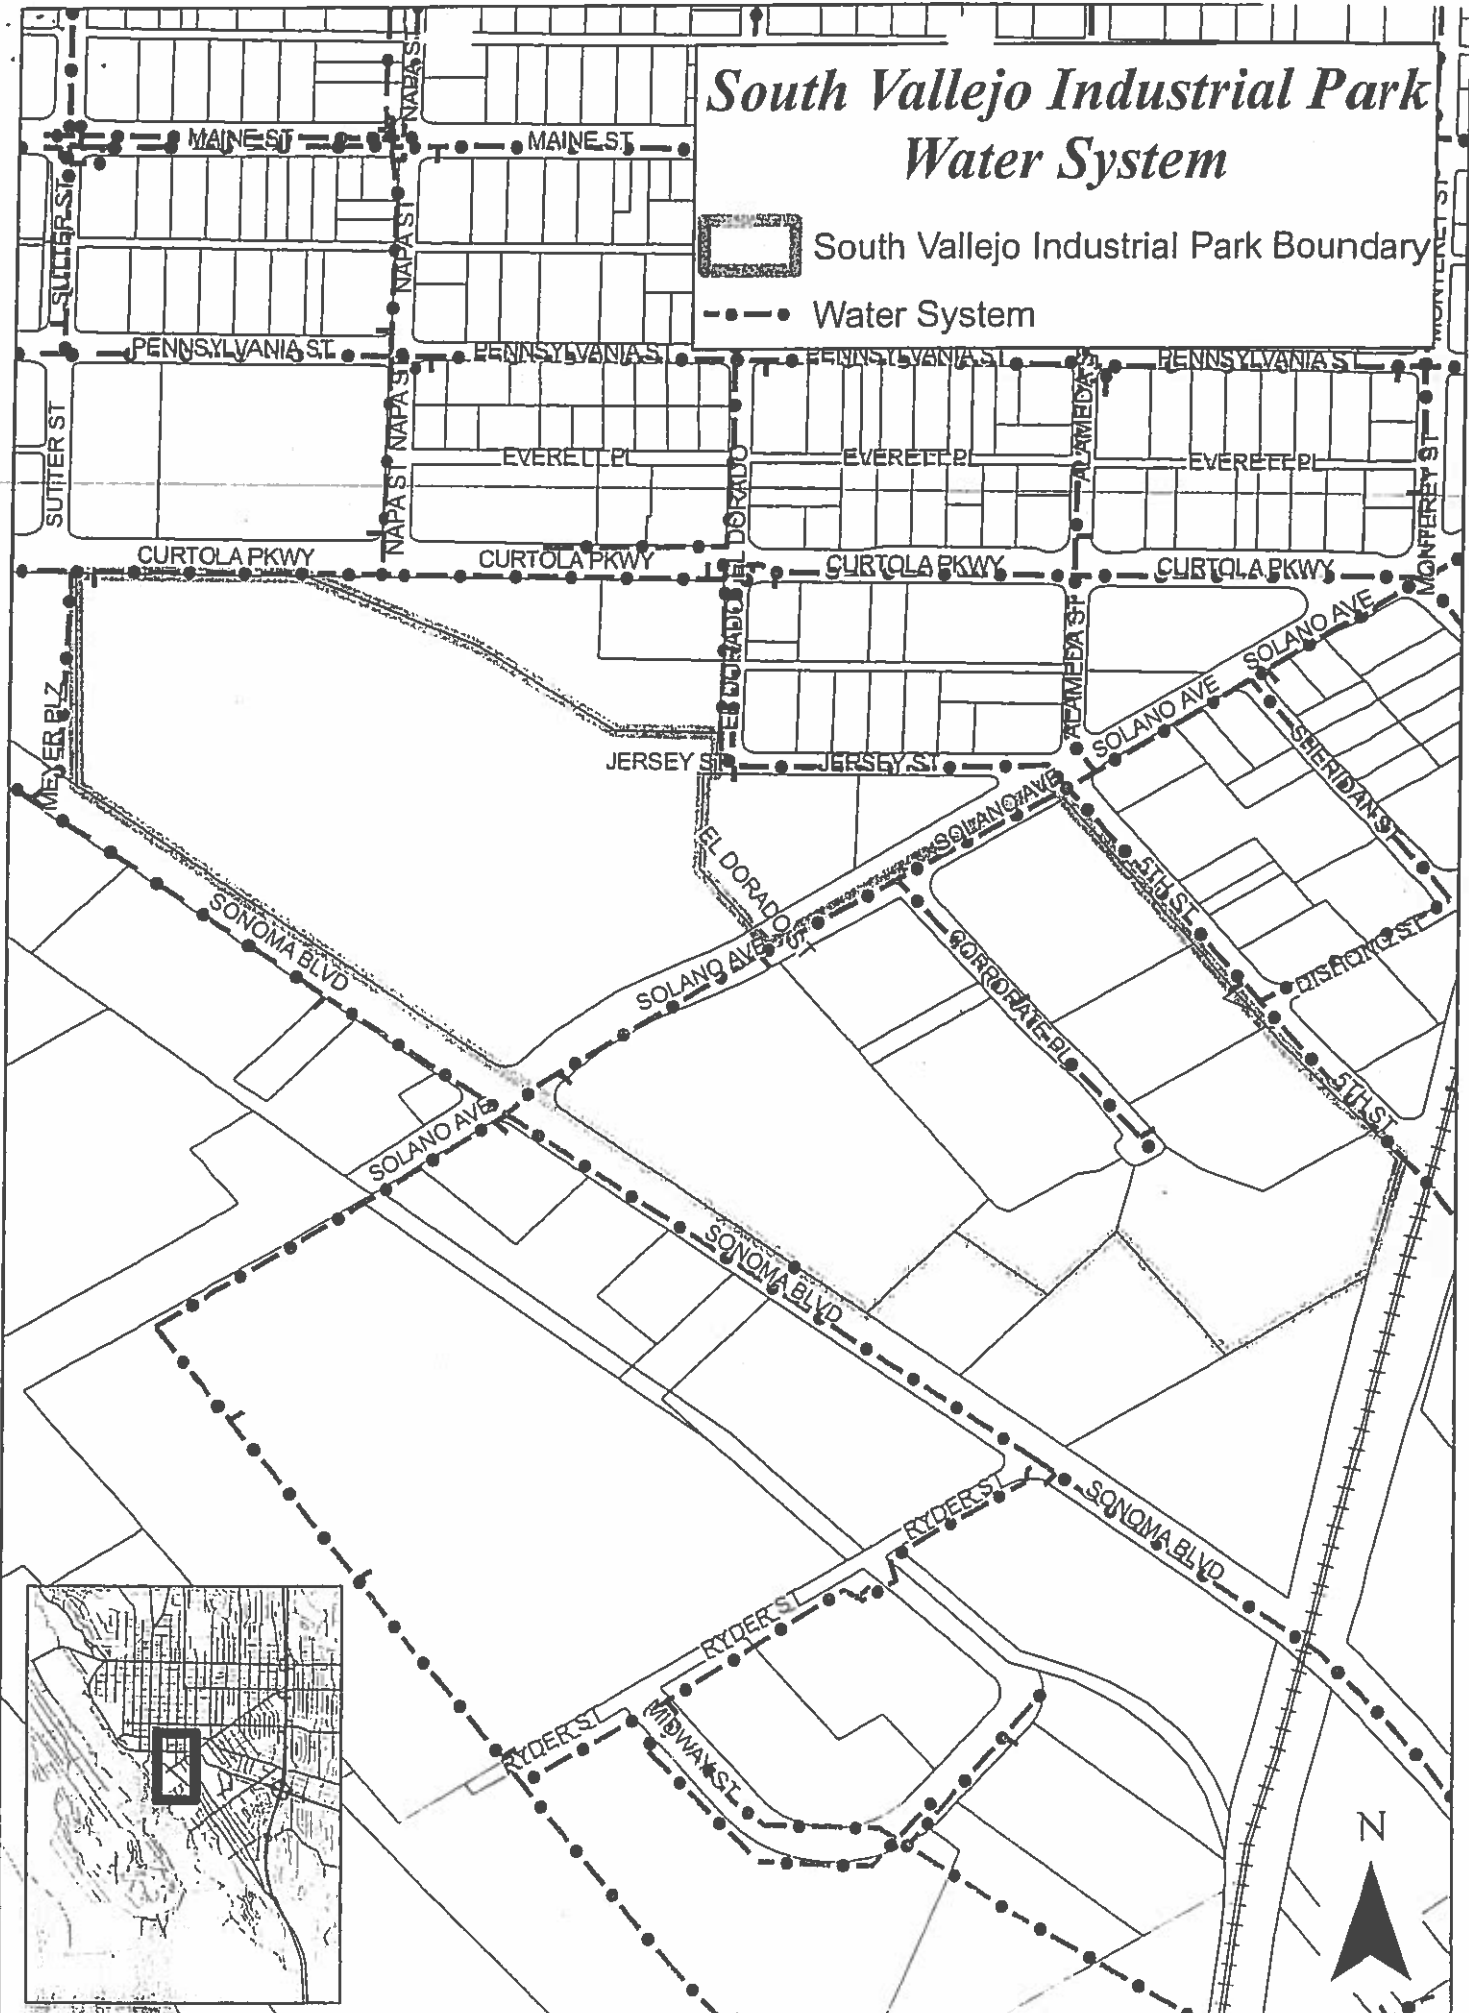 NAPA ST
South Vallejo Industrial Park
Water System
MAINE ST
MAINE ST
South Vallejo Industrial Park Boundary
SUTTER ST
NAPA ST
MONTEREY ST
Water System
PENNSYLVANIA ST
PENNSYLVANIA S
PENNSYLVANIA ST
PENNSYLVANIA ST
SUTTER ST
NAPA S
ALAMEDA S
EVERETT PL
EVERETT PL
EVERETT PL
NAPA ST
EL DORADO
MONTEREY ST
CURTOLA PKWY
CURTOLA PKWY
CURTOLA PKWY
CURTOLA PKWY
EL DORADO
ALAMEDA ST
SOLANO AVE
SOLANO AVE
MEYER PLZ
JERSEY ST
JERSEY ST
SHERIDAN ST
SOLANO AVE
EL DORADO ST
5TH ST
SONOMA BLVD
SOLANO AVE
CORPORATE PL
DISHONG ST
5TH ST
SOLANO AVE
SONOMA BLVD
RYDER ST
SONOMA BLVD
RYDER ST
RYDER ST
MIDWAY ST
N